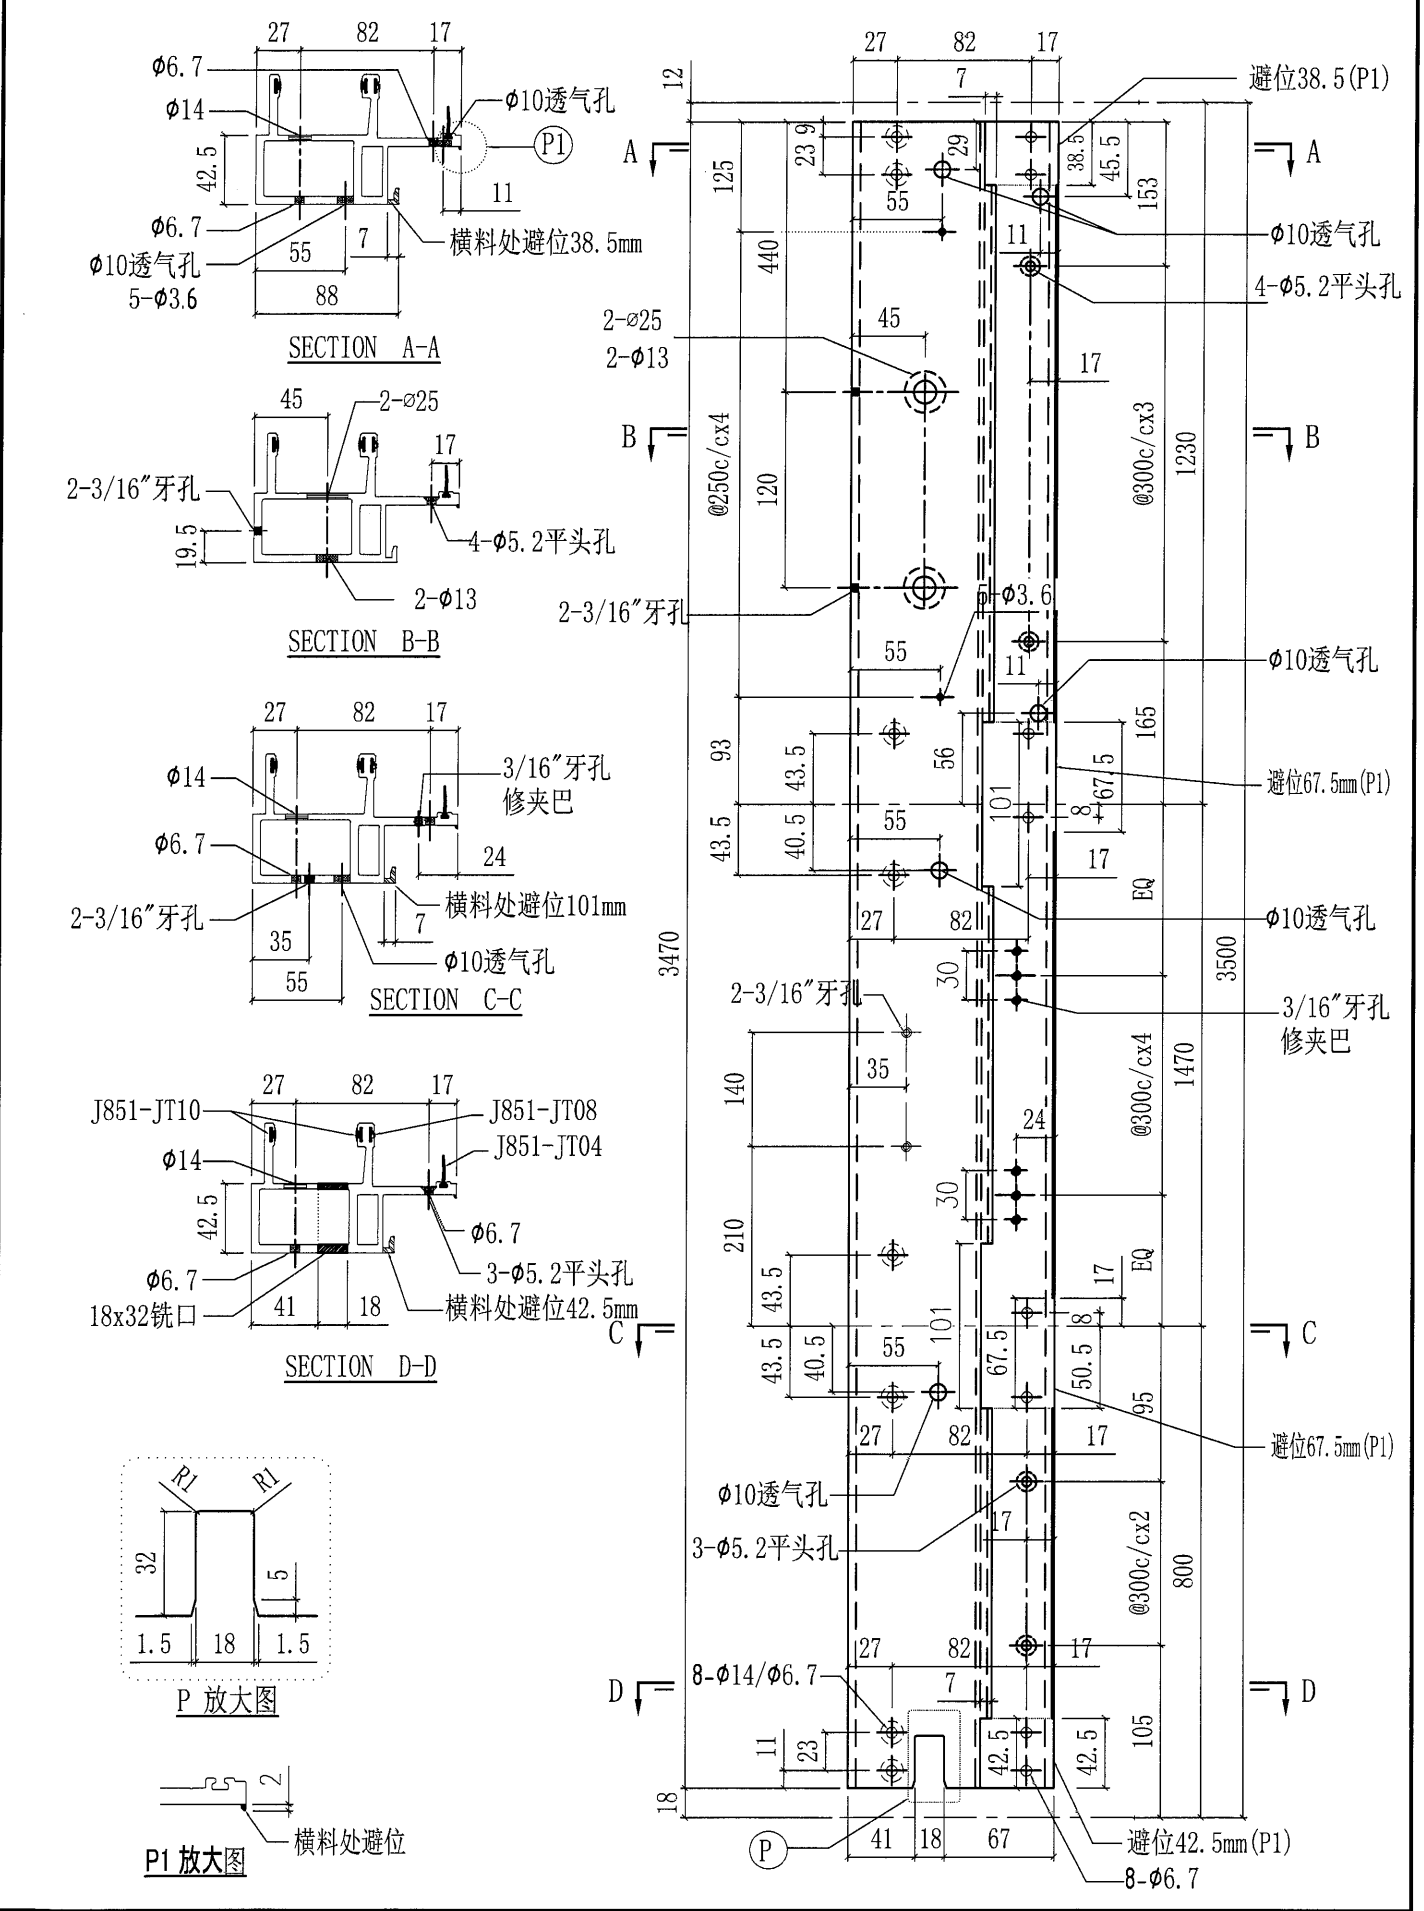 27 82 17
ϕ6.7
ϕ14
ϕ10透气孔
P1
42.5
11
ϕ6.7
横料处避位38.5mm
ϕ10透气孔
55 7
5-ϕ3.6
88
SECTION A-A
45
2-⌀25
17
2-3/16"牙孔
19.5
4-ϕ5.2平头孔
2-ϕ13
SECTION B-B
27 82 17
3/16"牙孔
修夹巴
ϕ14
ϕ6.7
24
2-3/16"牙孔
横料处避位101mm
35 7
ϕ10透气孔
55
SECTION C-C
27 82 17
J851-JT10
J851-JT08
J851-JT04
ϕ14
42.5
ϕ6.7
ϕ6.7
3-ϕ5.2平头孔
18x32铣口
41 18
横料处避位42.5mm
SECTION D-D
R1 R1
32
5
1.5 18 1.5
P 放大图
2
横料处避位
P1 放大图
27 82 17
12
7
避位38.5(P1)
A A
23 9
29
38.5
45.5
125
153
55
11
ϕ10透气孔
440
4-ϕ5.2平头孔
2-⌀25
45
2-ϕ13
17
B B
@250c/cx4
@300c/cx3
1230
120
2-3/16"牙孔
5-ϕ3.6
55
11
ϕ10透气孔
93
43.5
56
165
67.5
避位67.5mm(P1)
101
8
43.5
40.5
55
17
EQ
27 82
ϕ10透气孔
3470
3500
30
2-3/16"牙孔
3/16"牙孔
修夹巴
35
140
@300c/cx4
1470
24
30
210
EQ
43.5
17
101
8
C C
43.5
40.5
55
67.5
50.5
95
27 82 17
避位67.5mm(P1)
ϕ10透气孔
3-ϕ5.2平头孔
17
@300c/cx2
800
27 82 17
8-ϕ14/ϕ6.7
7
D D
11
23
42.5
42.5
105
18
P
41 18 67
避位42.5mm(P1)
8-ϕ6.7